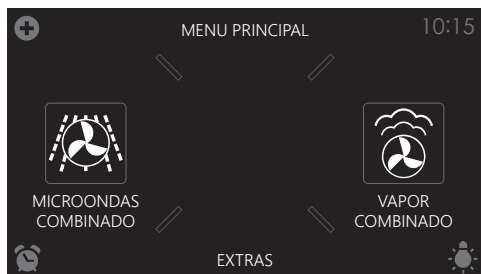 MENU PRINCIPAL
10:15
MICROONDAS
COMBINADO
VAPOR
COMBINADO
EXTRAS